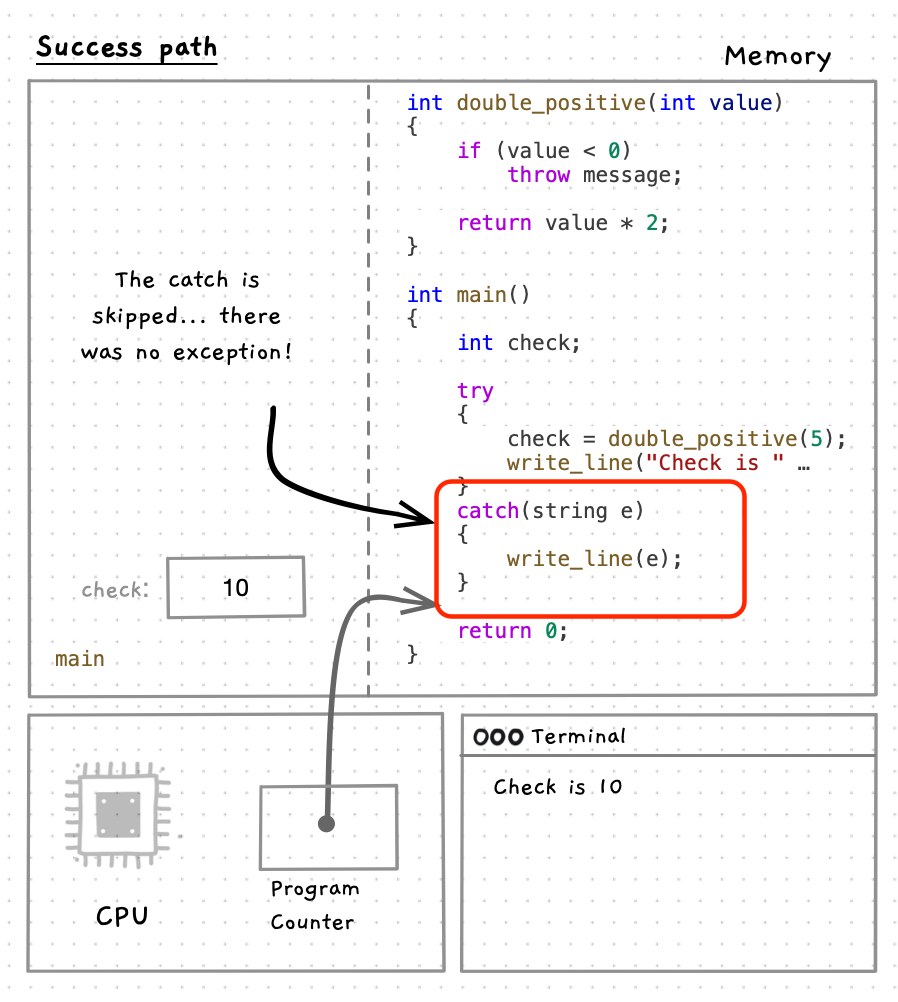 Success path
Memory
int double_positive(int value)
{
    if (value < 0)
        throw message;
    return value * 2;
}
int main()
{
    int check;
    try
    {
        check = double_positive(5);
        write_line("Check is " …
    }
    catch(string e)
    {
        write_line(e);
    }
    return 0;
}
The catch is
skipped... there
was no exception!
check: 10
main
CPU
Program
Counter
Terminal
Check is 10